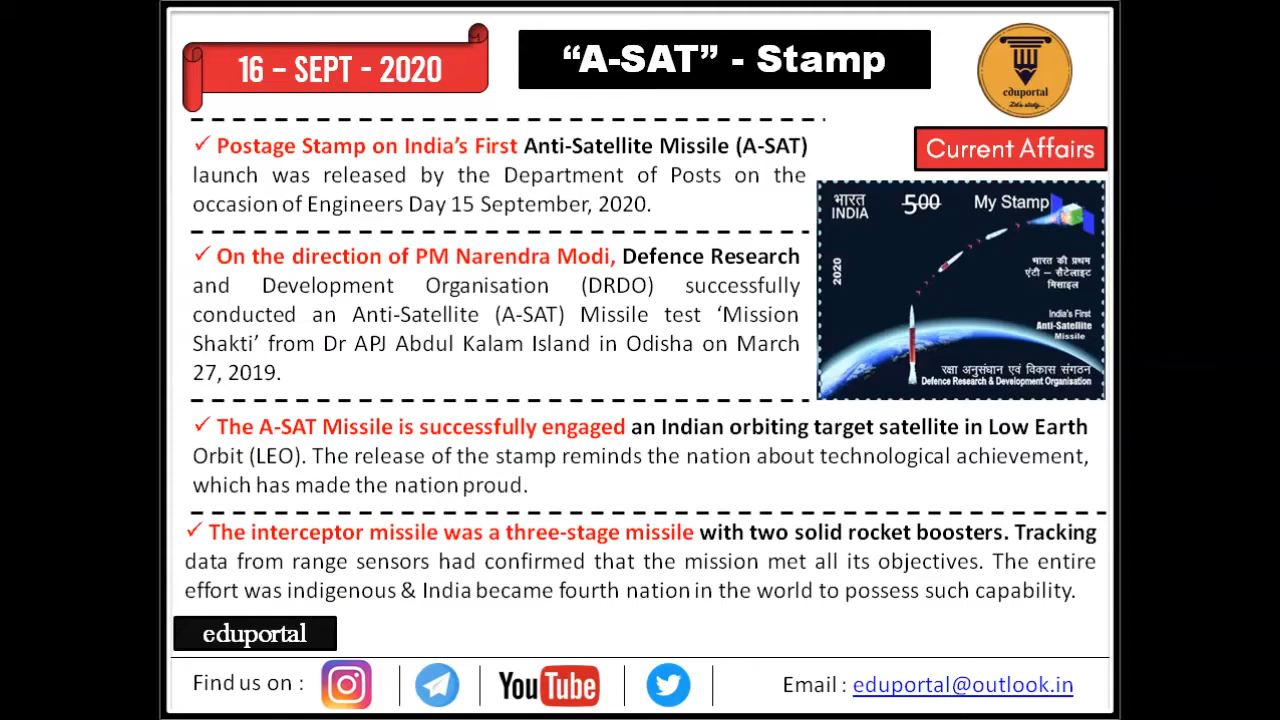 16 – SEPT - 2020
“A-SAT” - Stamp
eduportal
Let's study...
Current Affairs
✓ Postage Stamp on India’s First Anti-Satellite Missile (A-SAT)
launch was released by the Department of Posts on the
occasion of Engineers Day 15 September, 2020.
✓ On the direction of PM Narendra Modi, Defence Research
and Development Organisation (DRDO) successfully
conducted an Anti-Satellite (A-SAT) Missile test ‘Mission
Shakti’ from Dr APJ Abdul Kalam Island in Odisha on March
27, 2019.
भारत
INDIA
500
My Stamp
2020
भारत की प्रथम
एंटी – सैटेलाइट
मिसाइल
India's First
Anti-Satellite
Missile
रक्षा अनुसंधान एवं विकास संगठन
Defence Research & Development Organisation
✓ The A-SAT Missile is successfully engaged an Indian orbiting target satellite in Low Earth
Orbit (LEO). The release of the stamp reminds the nation about technological achievement,
which has made the nation proud.
✓ The interceptor missile was a three-stage missile with two solid rocket boosters. Tracking
data from range sensors had confirmed that the mission met all its objectives. The entire
effort was indigenous & India became fourth nation in the world to possess such capability.
eduportal
Find us on :
YouTube
Email : eduportal@outlook.in